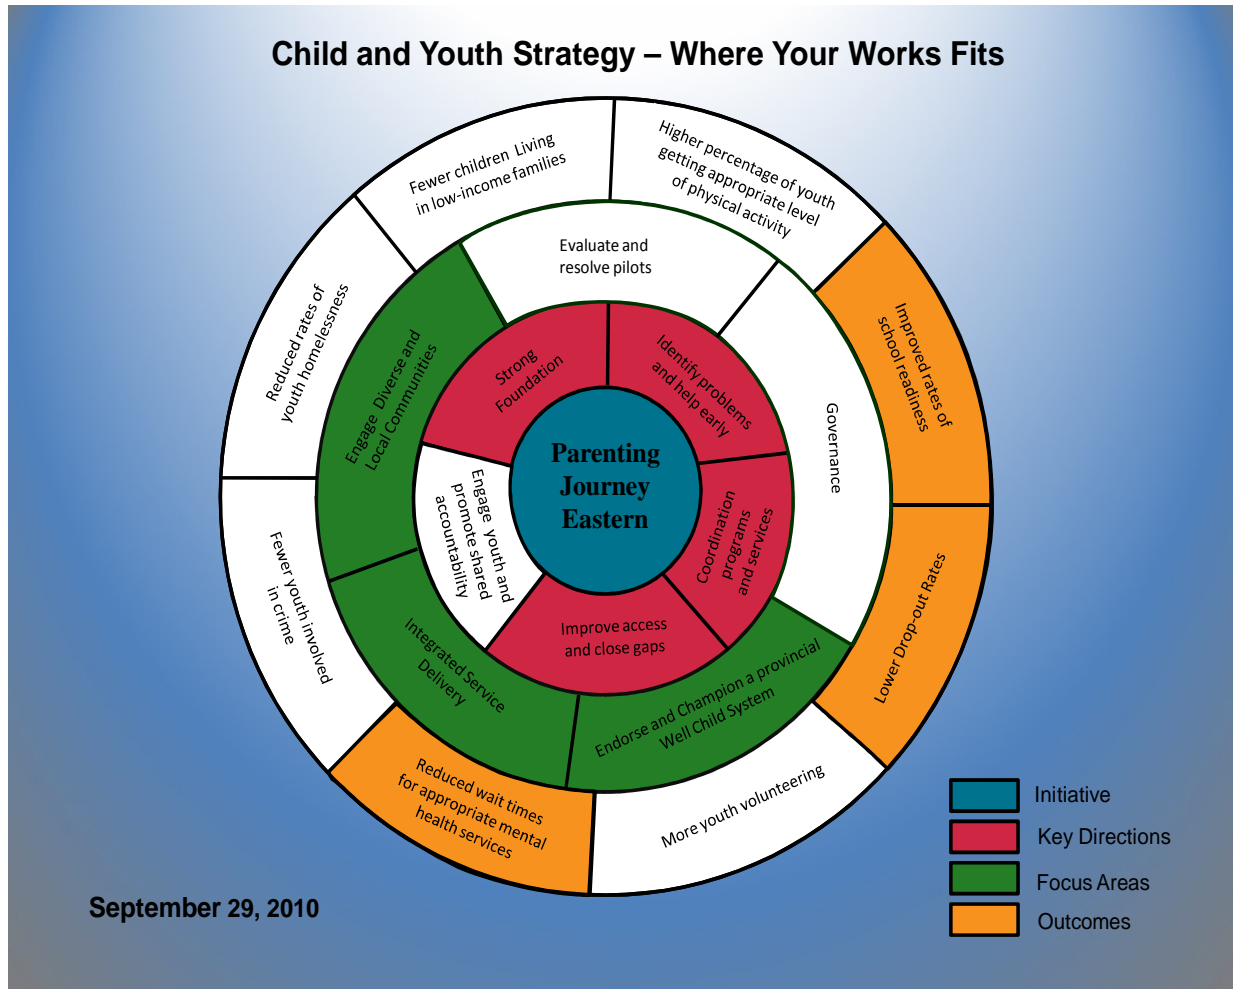 Child and Youth Strategy – Where Your Works Fits
Fewer children Living
in low-income families
Higher percentage of youth
getting appropriate level
of physical activity
Improved rates of
school readiness
Lower Drop-out Rates
More youth volunteering
Reduced wait times
for appropriate mental
health services
Fewer youth involved
in crime
Reduced rates of
youth homelessness
Evaluate and
resolve pilots
Governance
Endorse and Champion a provincial
Well Child System
Integrated Service
Delivery
Engage Diverse and
Local Communities
Strong
Foundation
Identify problems
and help early
Coordination
programs
and services
Improve access
and close gaps
Engage youth and
promote shared
accountability
Parenting
Journey
Eastern
Initiative
Key Directions
Focus Areas
Outcomes
September 29, 2010